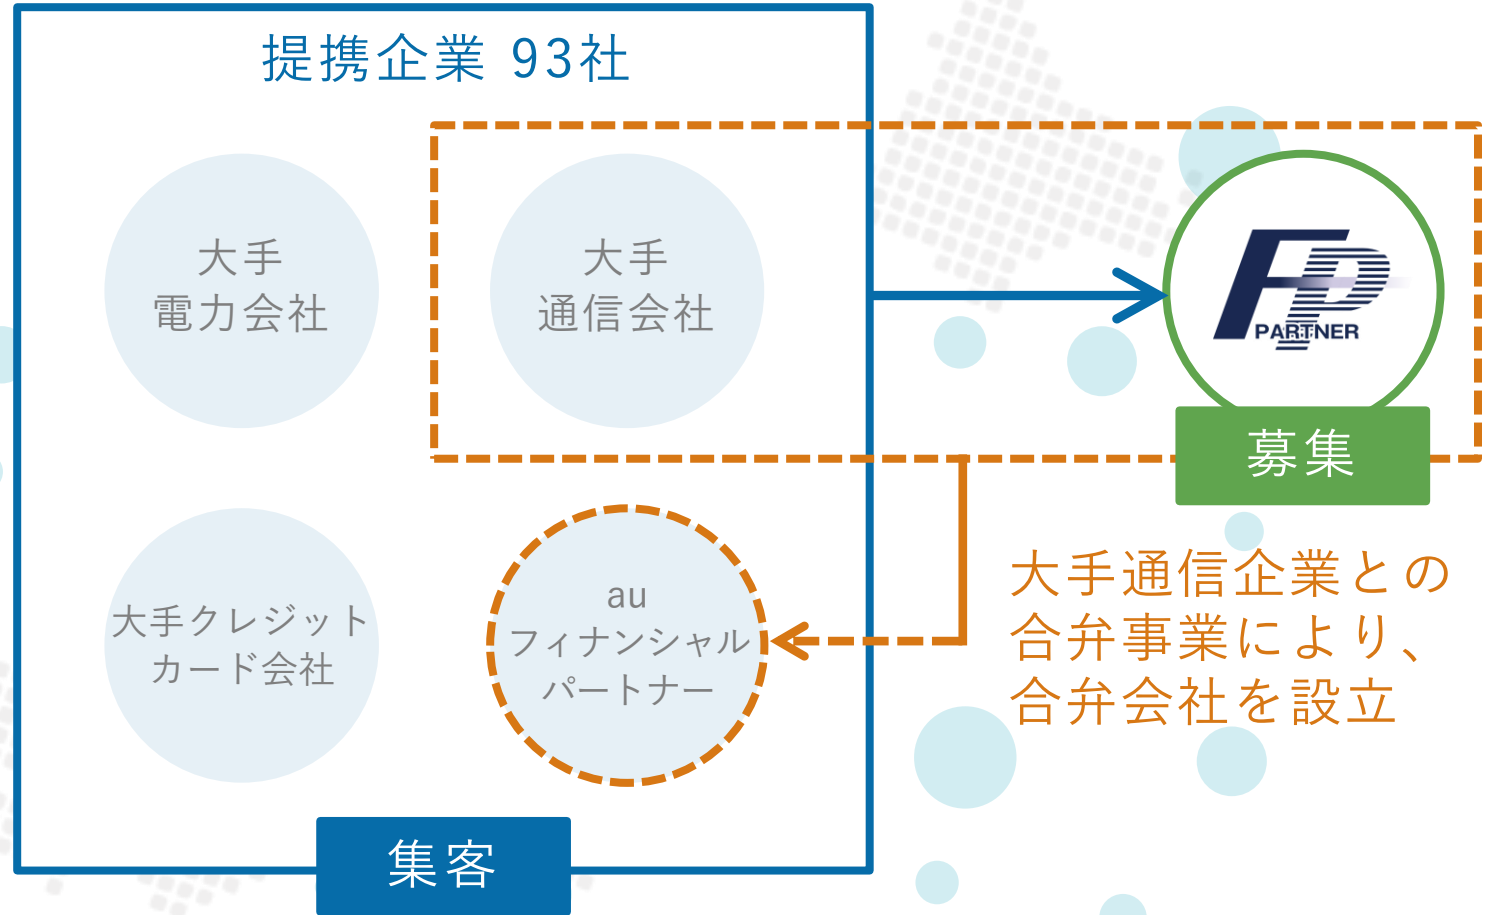 提携企業 93社
大手
電力会社
大手
通信会社
FP
PARTNER
募集
大手クレジット
カード会社
au
フィナンシャル
パートナー
大手通信企業との
合弁事業により、
合弁会社を設立
集客